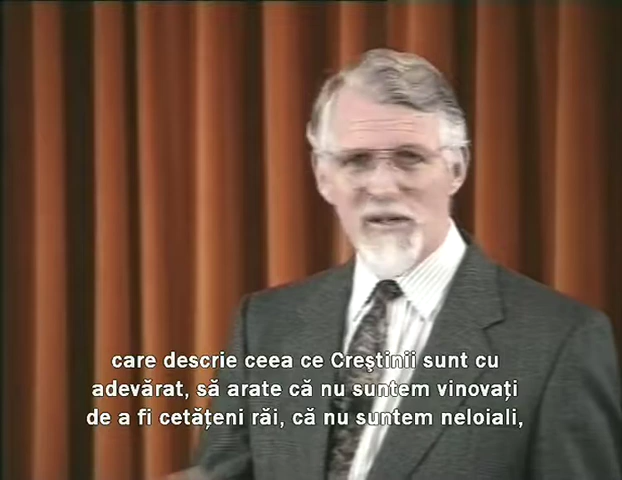 care descrie ceea ce Creştinii sunt cu
adevărat, să arate că nu suntem vinovaţi
de a fi cetăţeni răi, că nu suntem neloiali,